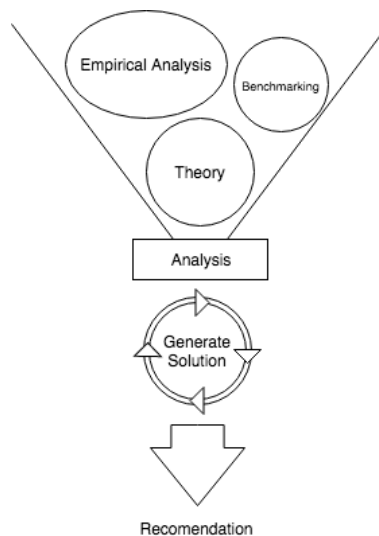 Empirical Analysis
Benchmarking
Theory
Analysis
Generate
Solution
Recomendation